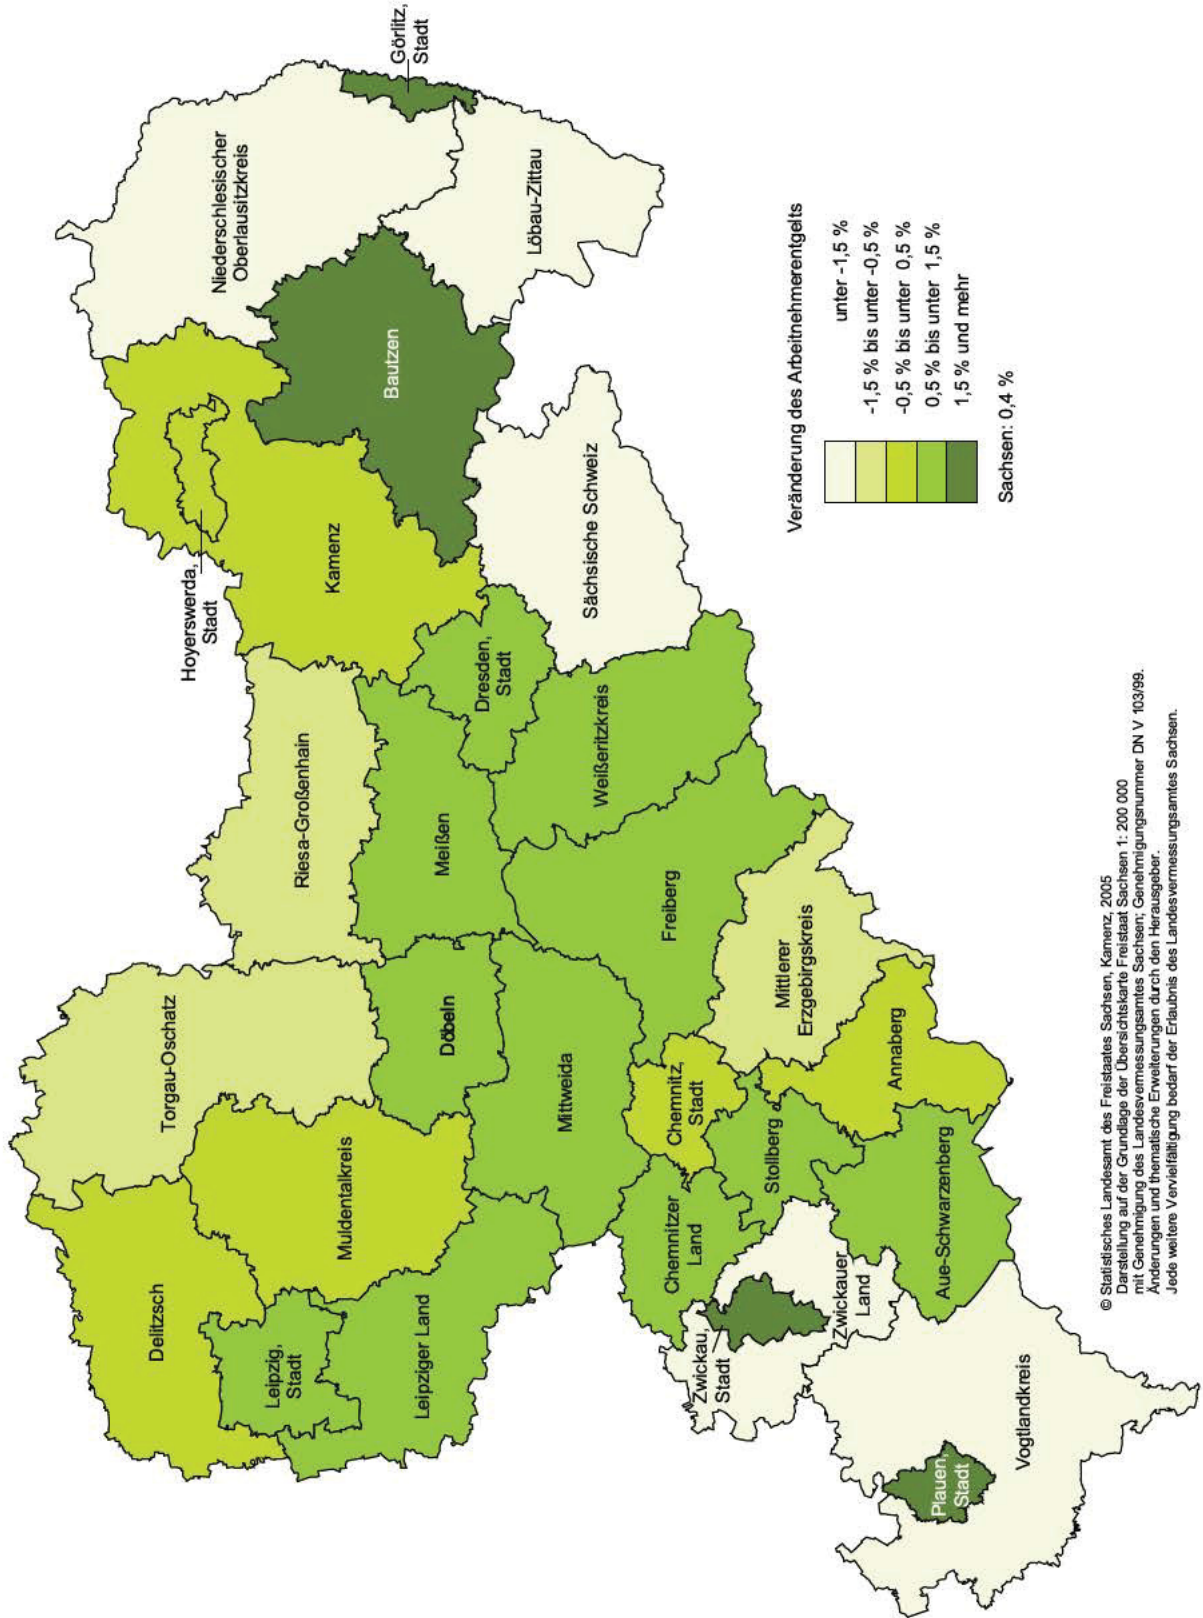 Görlitz,
Stadt
Niederschlesischer
Oberlausitzkreis
Löbau-Zittau
Bautzen
Hoyerswerda,
Stadt
Kamenz
Sächsische Schweiz
Dresden,
Stadt
Riesa-Großenhain
Meißen
Weißeritzkreis
Freiberg
Mittlerer
Erzgebirgskreis
Torgau-Oschatz
Döbeln
Mittweida
Chemnitz,
Stadt
Annaberg
Stollberg
Muldentalkreis
Delitzsch
Leipzig,
Stadt
Leipziger Land
Chemnitzer
Land
Aue-Schwarzenberg
Zwickauer
Land
Zwickau,
Stadt
Vogtlandkreis
Plauen,
Stadt
Veränderung des Arbeitnehmerentgelts
unter -1,5 %
-1,5 % bis unter -0,5 %
-0,5 % bis unter 0,5 %
0,5 % bis unter 1,5 %
1,5 % und mehr
Sachsen: 0,4 %
© Statistisches Landesamt des Freistaates Sachsen, Kamenz, 2005
Darstellung auf der Grundlage der Übersichtskarte Freistaat Sachsen 1: 200 000
mit Genehmigung des Landesvermessungsamtes Sachsen; Genehmigungsnummer DN V 103/99.
Änderungen und thematische Erweiterungen durch den Herausgeber.
Jede weitere Vervielfältigung bedarf der Erlaubnis des Landesvermessungsamtes Sachsen.